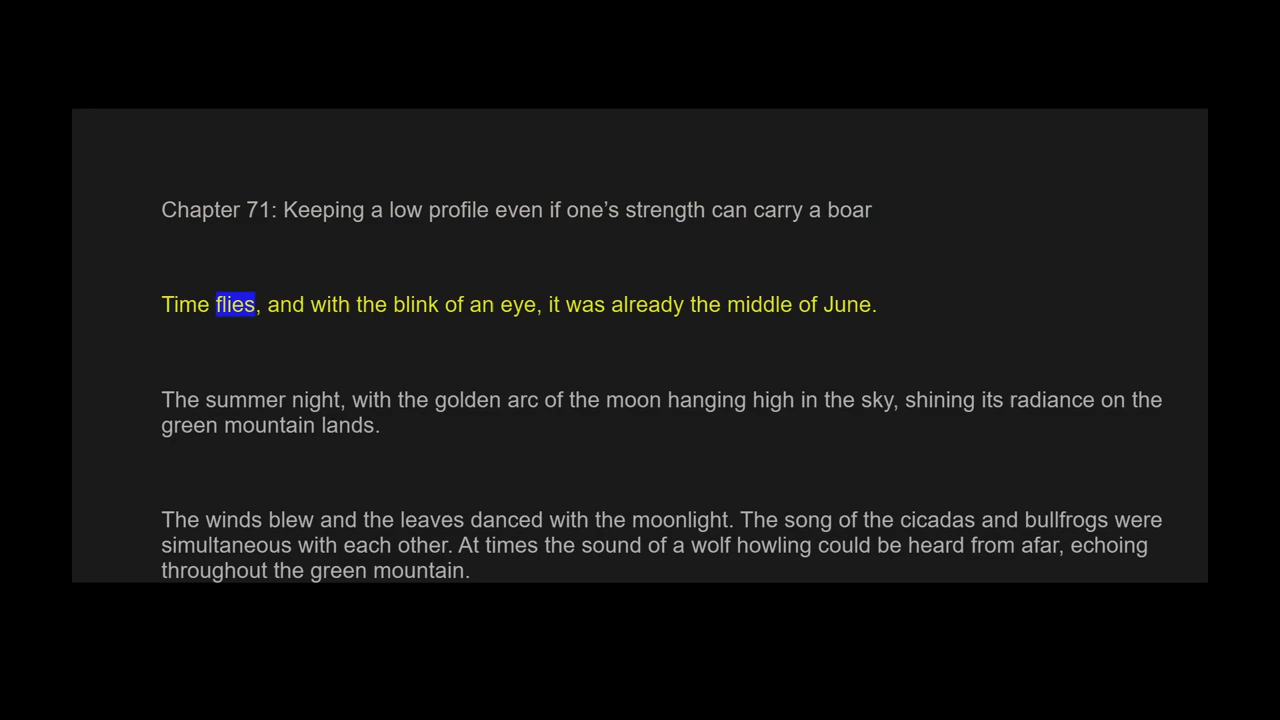 Chapter 71: Keeping a low profile even if one’s strength can carry a boar
Time flies, and with the blink of an eye, it was already the middle of June.
The summer night, with the golden arc of the moon hanging high in the sky, shining its radiance on the
green mountain lands.
The winds blew and the leaves danced with the moonlight. The song of the cicadas and bullfrogs were
simultaneous with each other. At times the sound of a wolf howling could be heard from afar, echoing
throughout the green mountain.